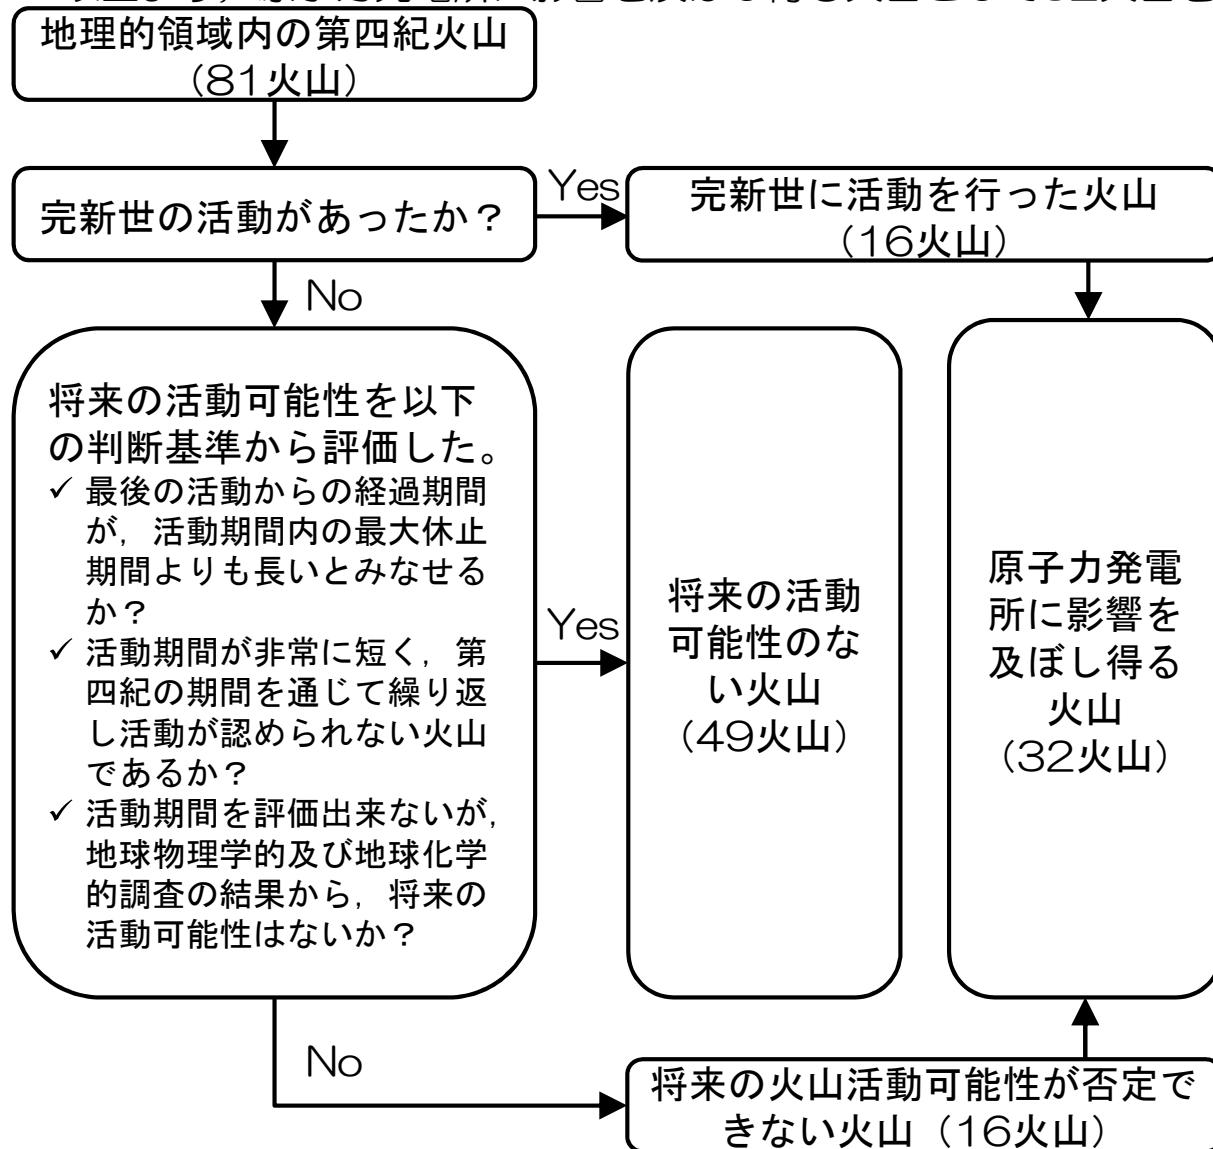 地理的領域内の第四紀火山
（81火山）
完新世の活動があったか？
Yes
完新世に活動を行った火山
（16火山）
No
将来の活動可能性を以下
の判断基準から評価した。
✓ 最後の活動からの経過期間
が，活動期間内の最大休止
期間よりも長いとみなせる
か？
✓ 活動期間が非常に短く，第
四紀の期間を通じて繰り返
し活動が認められない火山
であるか？
✓ 活動期間を評価出来ないが，
地球物理学的及び地球化学
的調査の結果から，将来の
活動可能性はないか？
Yes
将来の活動
可能性のな
い火山
（49火山）
原子力発電
所に影響を
及ぼし得る
火山
（32火山）
No
将来の火山活動可能性が否定で
きない火山（16火山）